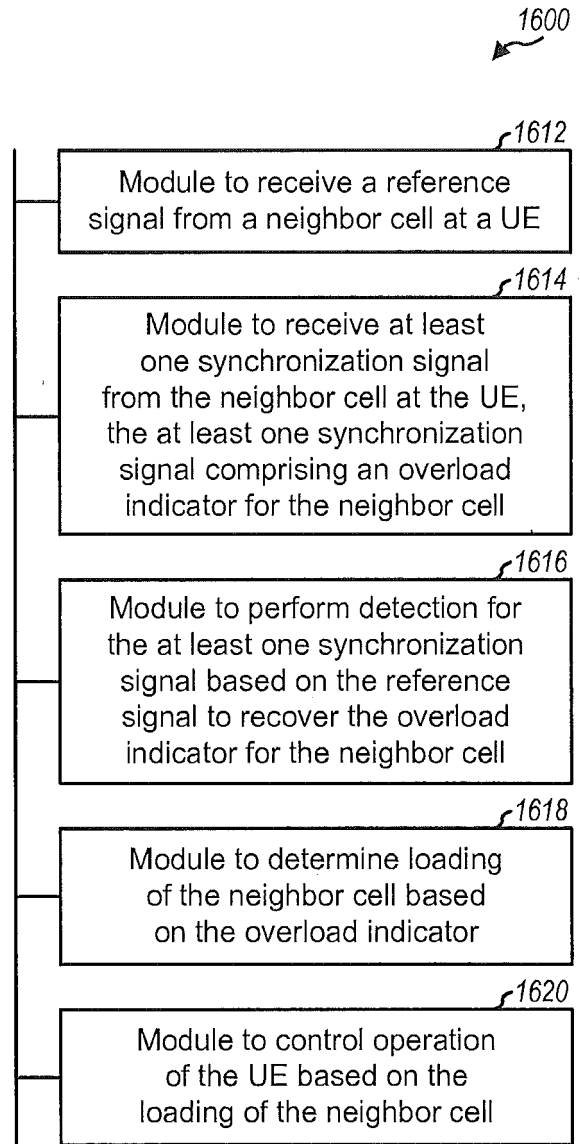 1600
1612
Module to receive a reference
signal from a neighbor cell at a UE
1614
Module to receive at least
one synchronization signal
from the neighbor cell at the UE,
the at least one synchronization
signal comprising an overload
indicator for the neighbor cell
1616
Module to perform detection for
the at least one synchronization
signal based on the reference
signal to recover the overload
indicator for the neighbor cell
1618
Module to determine loading
of the neighbor cell based
on the overload indicator
1620
Module to control operation
of the UE based on the
loading of the neighbor cell